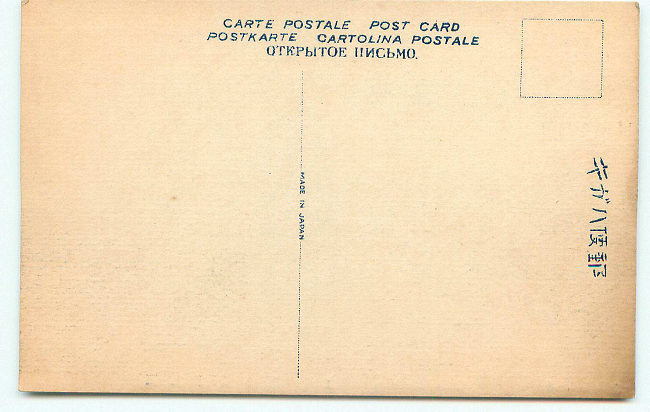 CARTE POSTALE POST CARD
POSTKARTE CARTOLINA POSTALE
ОТКРЫТОЕ ПИСЬМО.
MADE IN JAPAN
郵便ハガキ